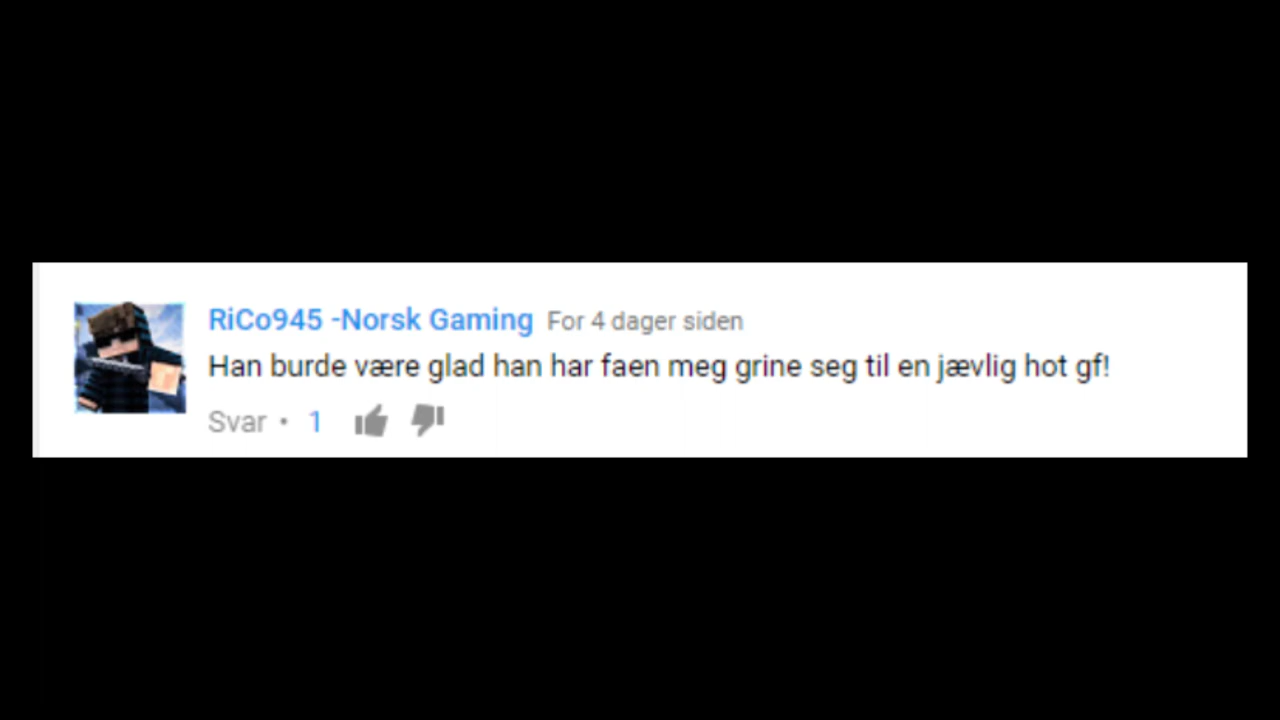 RiCo945 -Norsk Gaming For 4 dager siden
Han burde være glad han har faen meg grine seg til en jævlig hot gf!
Svar • 1